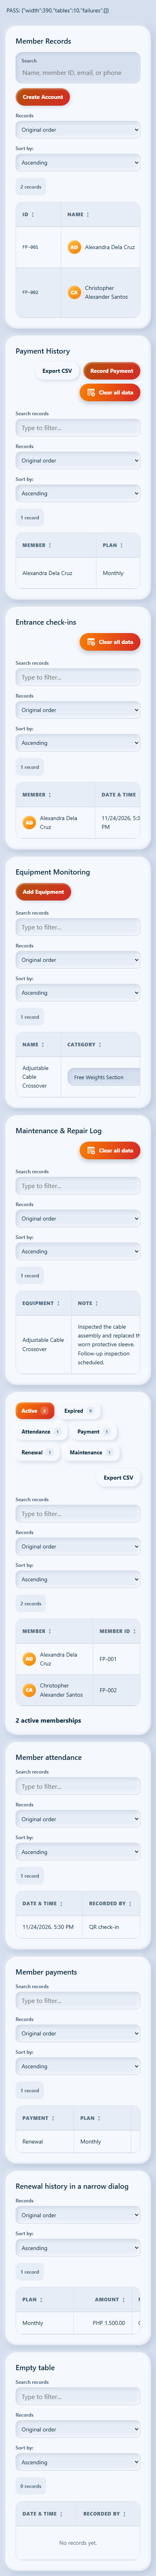 PASS: {"width":390,"tables":10,"failures":[]}
Member Records
Search
Name, member ID, email, or phone
Create Account
Records
Original order
Sort by:
Ascending
2 records
ID NAME
FP-001 AD Alexandra Dela Cruz
FP-002 CA Christopher
Alexander Santos
Payment History
Export CSV Record Payment
Clear all data
Search records
Type to filter...
Records
Original order
Sort by:
Ascending
1 record
MEMBER PLAN
Alexandra Dela Cruz Monthly
Entrance check-ins
Clear all data
Search records
Type to filter...
Records
Original order
Sort by:
Ascending
1 record
MEMBER DATE & TIME
AD Alexandra Dela
Cruz
11/24/2026, 5:3
PM
Equipment Monitoring
Add Equipment
Search records
Type to filter...
Records
Original order
Sort by:
Ascending
1 record
NAME CATEGORY
Adjustable
Cable
Crossover
Free Weights Section
Maintenance & Repair Log
Clear all data
Search records
Type to filter...
Records
Original order
Sort by:
Ascending
1 record
EQUIPMENT NOTE
Adjustable Cable
Crossover
Inspected the cable
assembly and replaced th
worn protective sleeve.
Follow-up inspection
scheduled.
Active 2 Expired 0
Attendance 1 Payment 1
Renewal 1 Maintenance 1
Export CSV
Search records
Type to filter...
Records
Original order
Sort by:
Ascending
2 records
MEMBER MEMBER ID
AD Alexandra Dela
Cruz
FP-001
CA Christopher
Alexander Santos
FP-002
2 active memberships
Member attendance
Search records
Type to filter...
Records
Original order
Sort by:
Ascending
1 record
DATE & TIME RECORDED BY
11/24/2026, 5:30 PM QR check-in
Member payments
Search records
Type to filter...
Records
Original order
Sort by:
Ascending
1 record
PAYMENT PLAN
Renewal Monthly
Renewal history in a narrow dialog
Records
Original order
Sort by:
Ascending
1 record
PLAN AMOUNT
Monthly PHP 1,500.00
Empty table
Search records
Type to filter...
Records
Original order
Sort by:
Ascending
0 records
DATE & TIME RECORDED BY
No records yet.